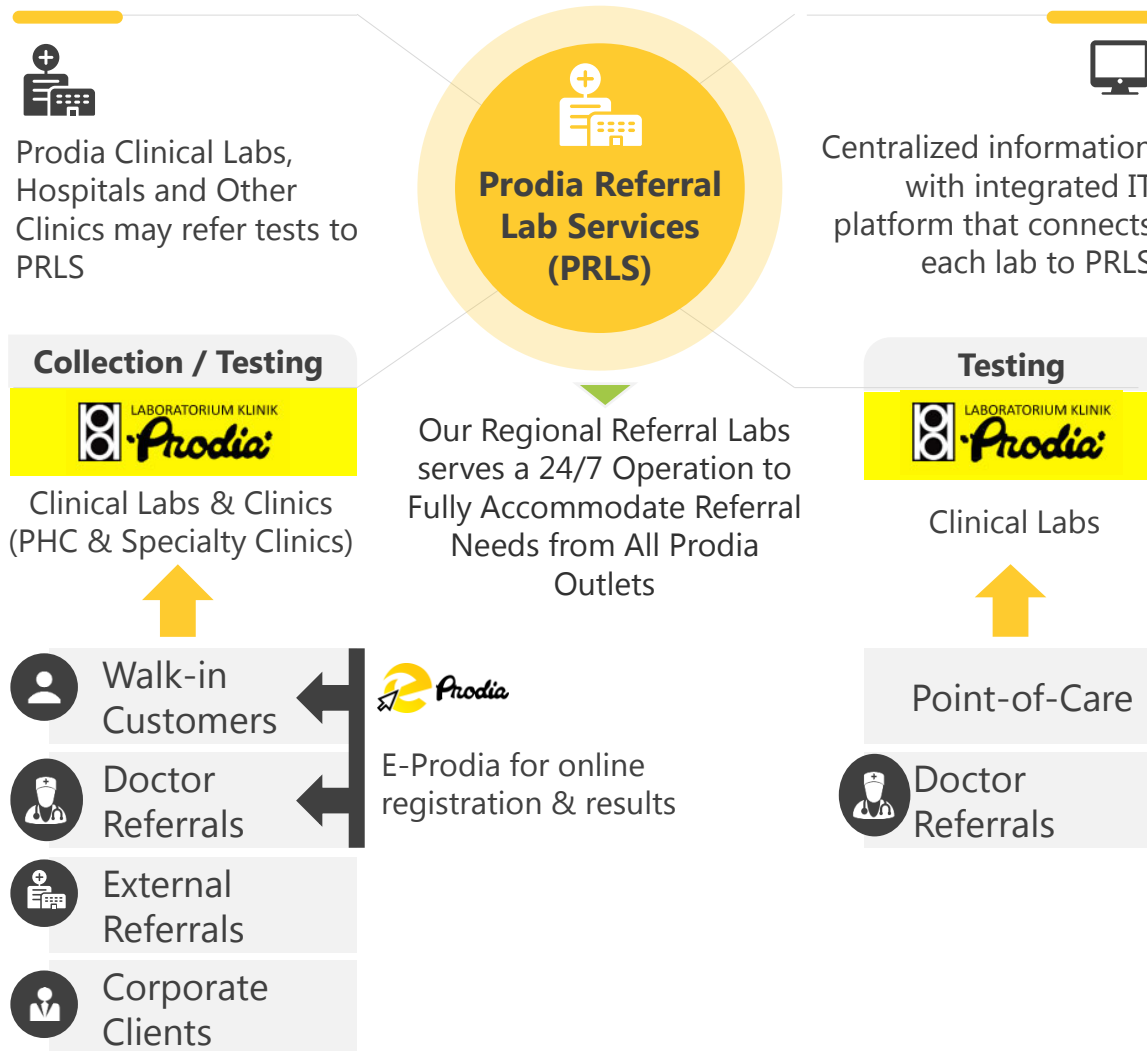 Prodia Clinical Labs,
Hospitals and Other
Clinics may refer tests to
PRLS
Prodia Referral
Lab Services
(PRLS)
Centralized information
with integrated IT
platform that connects
each lab to PRLS
Collection / Testing
LABORATORIUM KLINIK
Prodia
Clinical Labs & Clinics
(PHC & Specialty Clinics)
Our Regional Referral Labs
serves a 24/7 Operation to
Fully Accommodate Referral
Needs from All Prodia
Outlets
Testing
LABORATORIUM KLINIK
Prodia
Clinical Labs
Walk-in
Customers
Doctor
Referrals
External
Referrals
Corporate
Clients
e Prodia
E-Prodia for online
registration & results
Point-of-Care
Doctor
Referrals